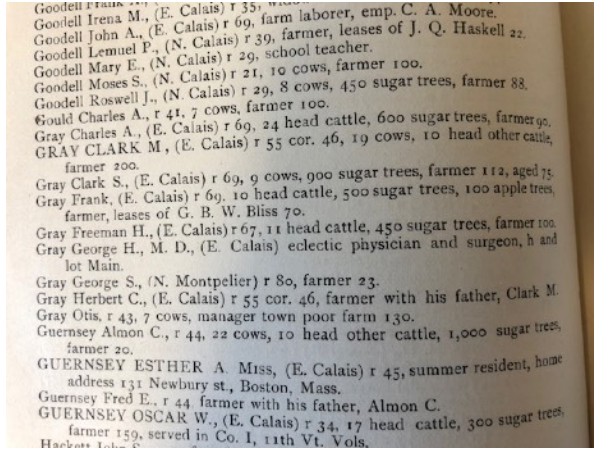 Goodell Frank
Goodell Irena M., (E. Calais) r 35,
Goodell John A., (E. Calais) r 69, farm laborer, emp. C. A. Moore.
Goodell Lemuel P., (N. Calais) r 39, farmer, leases of J. Q. Haskell 22.
Goodell Mary E., (N. Calais) r 29, school teacher.
Goodell Moses S., (N. Calais) r 21, 10 cows, farmer 100.
Goodell Roswell J., (N. Calais) r 29, 8 cows, 450 sugar trees, farmer 88.
Gould Charles A., r 41, 7 cows, farmer 100.
Gray Charles A., (E. Calais) r 69, 24 head cattle, 600 sugar trees, farmer 90.
GRAY CLARK M, (E. Calais) r 55 cor. 46, 19 cows, 10 head other cattle,
farmer 200.
Gray Clark S., (E. Calais) r 69, 9 cows, 900 sugar trees, farmer 112, aged 75.
Gray Frank, (E. Calais) r 69. 10 head cattle, 500 sugar trees, 100 apple trees,
farmer, leases of G. B. W. Bliss 70.
Gray Freeman H., (E. Calais) r 67, 11 head cattle, 450 sugar trees, farmer 100.
Gray George H., M. D., (E. Calais) eclectic physician and surgeon, h and
lot Main.
Gray George S., (N. Montpelier) r 80, farmer 23.
Gray Herbert C., (E. Calais) r 55 cor. 46, farmer with his father, Clark M.
Gray Otis, r 43, 7 cows, manager town poor farm 130.
Guernsey Almon C., r 44, 22 cows, 10 head other cattle, 1,000 sugar trees,
farmer 20.
GUERNSEY ESTHER A. Miss, (E. Calais) r 45, summer resident, home
address 131 Newbury st., Boston, Mass.
Guernsey Fred E., r 44 farmer with his father, Almon C.
GUERNSEY OSCAR W., (E. Calais) r 34, 17 head cattle, 300 sugar trees,
farmer 159, served in Co. I, 11th Vt. Vols.
Hackett John S.